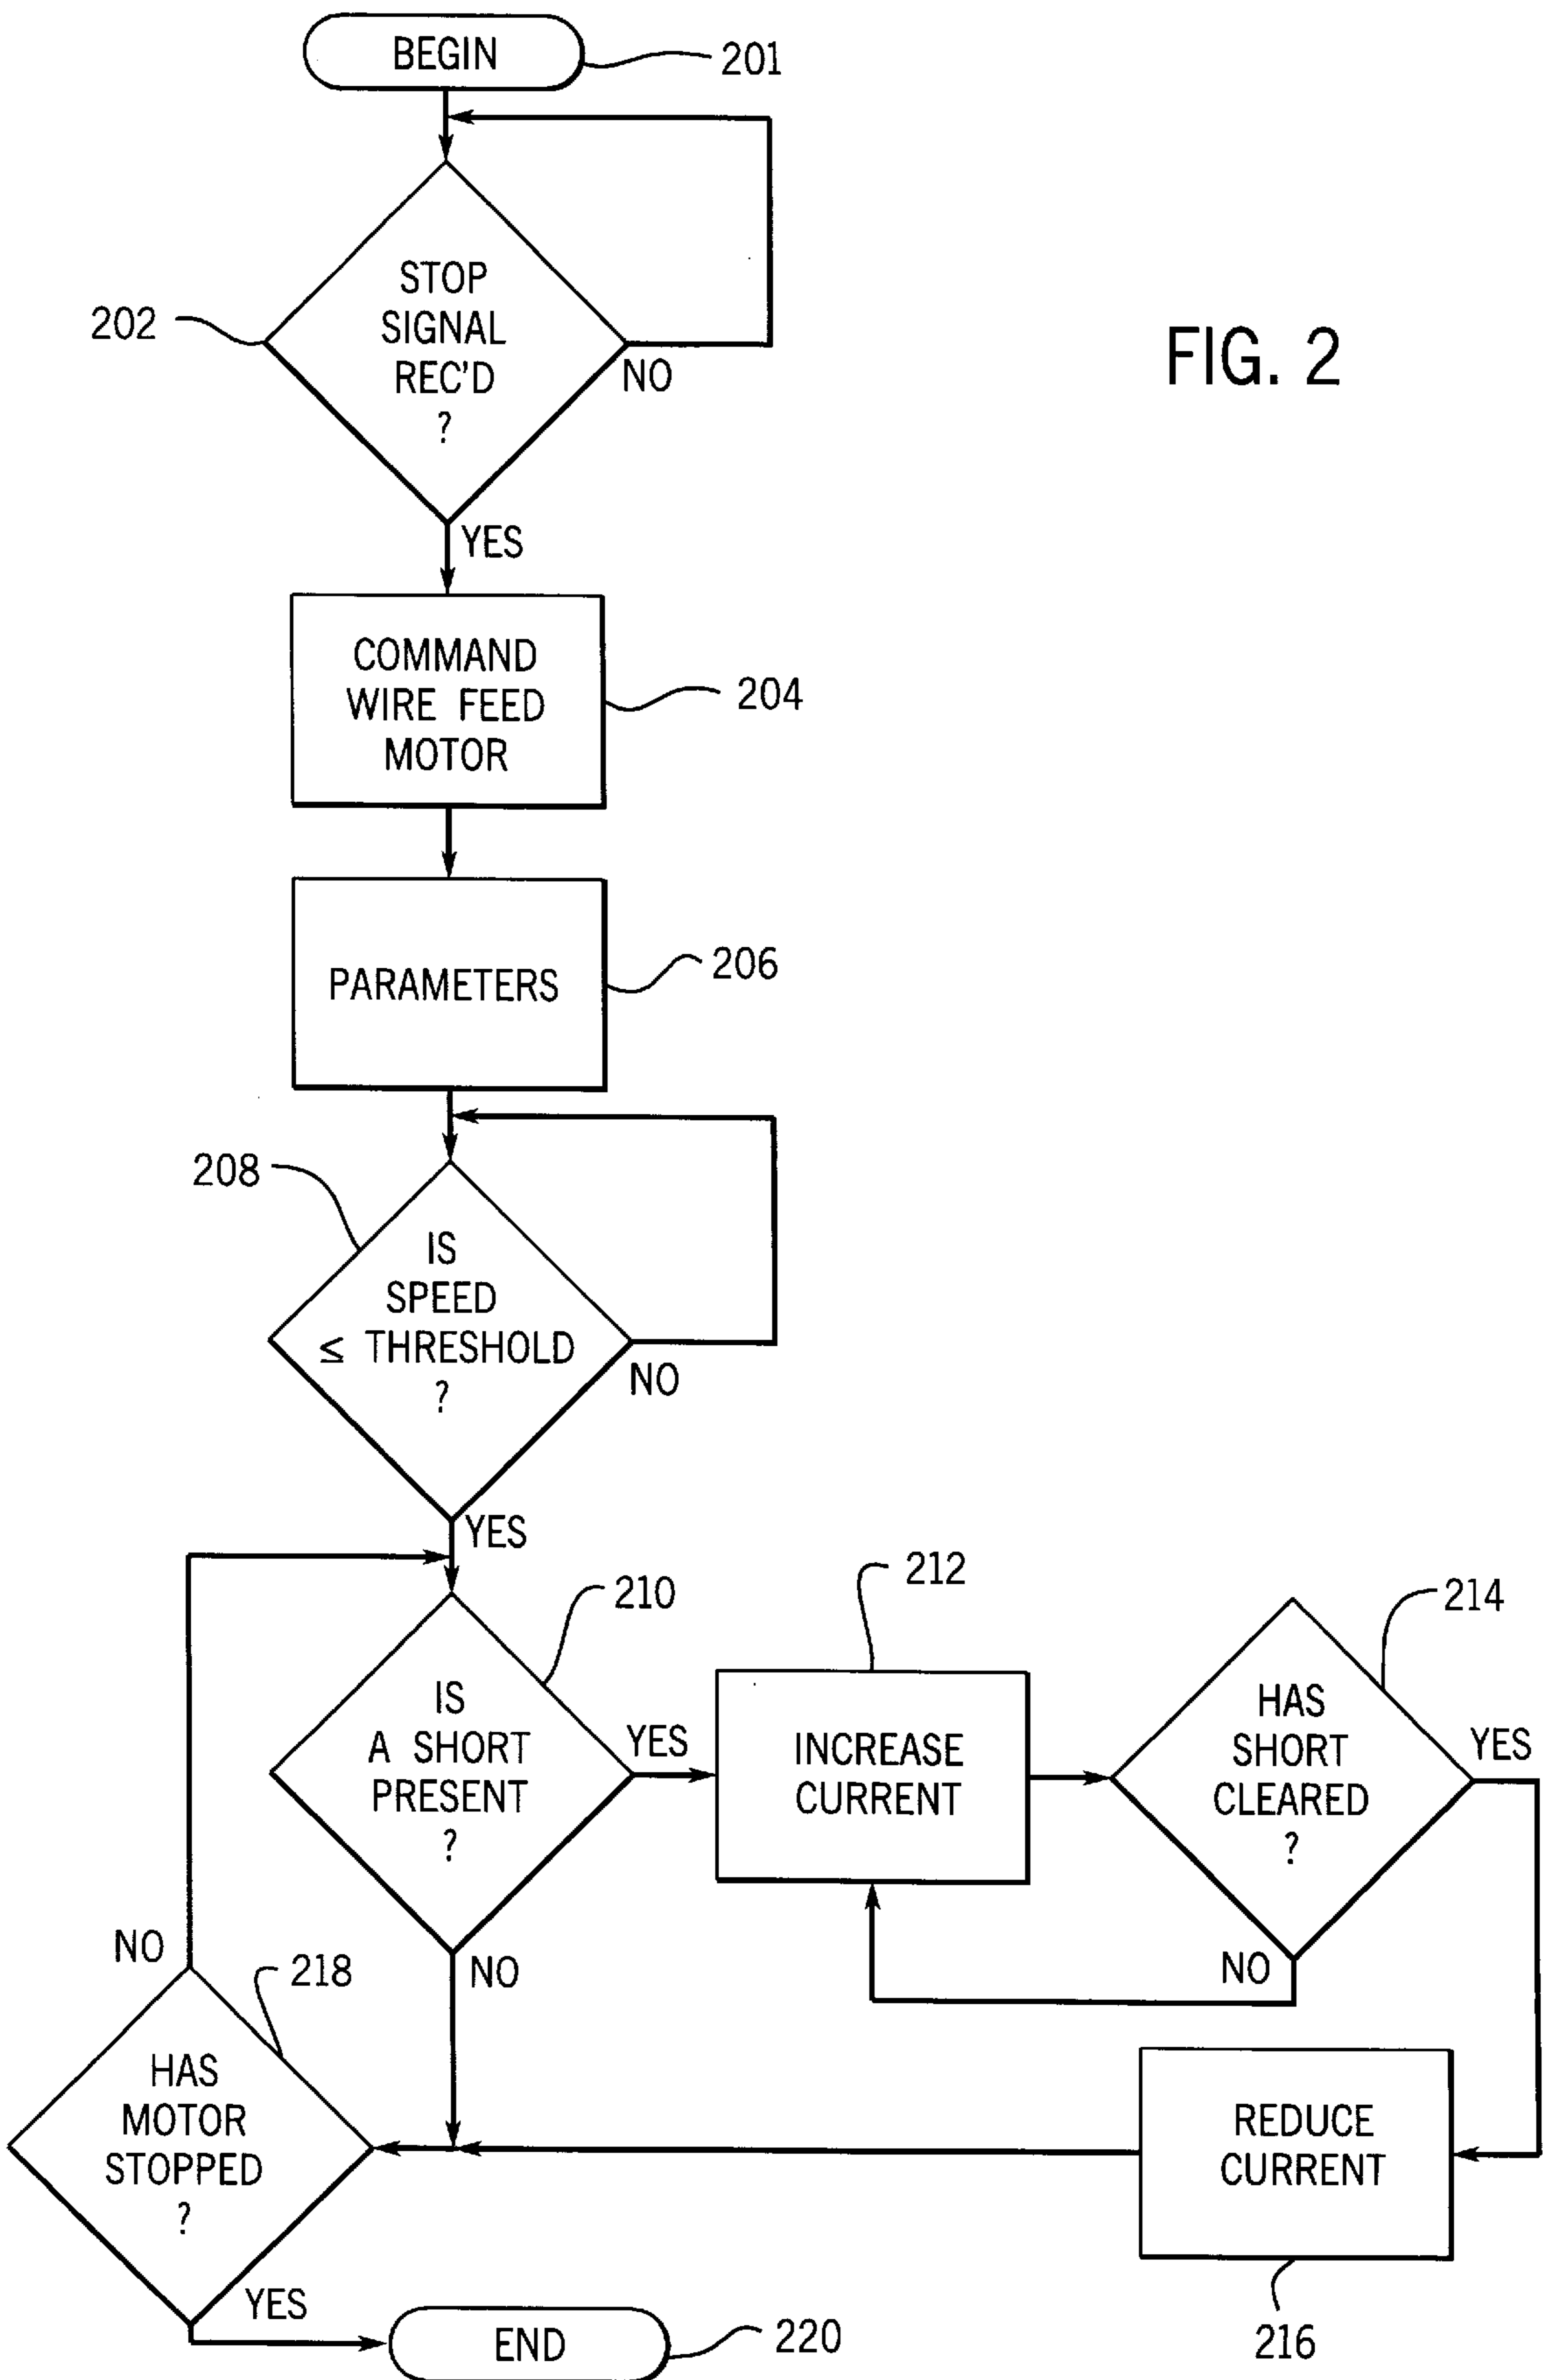 BEGIN
201
STOP
SIGNAL
REC'D
?
202
NO
FIG. 2
YES
COMMAND
WIRE FEED
MOTOR
204
PARAMETERS
206
208
IS
SPEED
≤ THRESHOLD
?
NO
YES
210
IS
A SHORT
PRESENT
?
YES
212
INCREASE
CURRENT
214
HAS
SHORT
CLEARED
?
YES
NO
NO
NO
218
HAS
MOTOR
STOPPED
?
REDUCE
CURRENT
216
YES
END
220